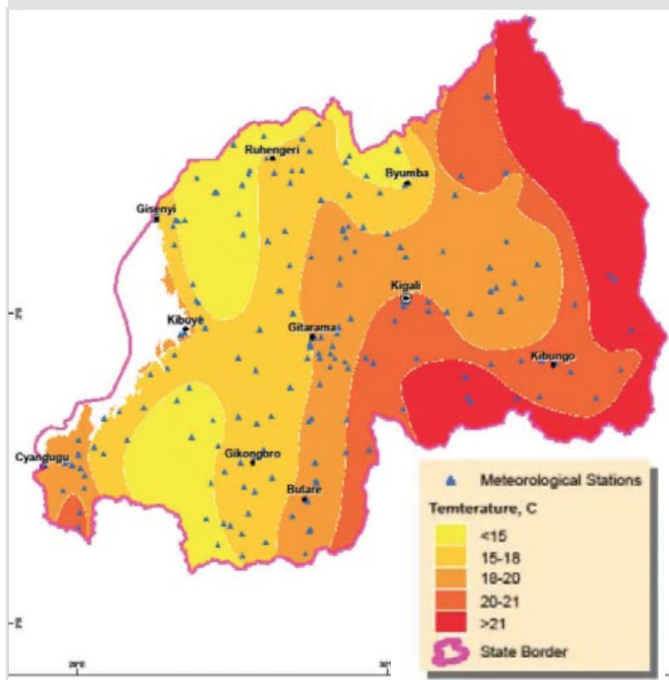 Ruhengeri
Byumba
Gisenyi
Kigali
Kibuye
Gitarama
Kibungo
Cyangugu
Gikongoro
Butare
Meteorological Stations
Temterature, C
<15
15-18
18-20
20-21
>21
State Border